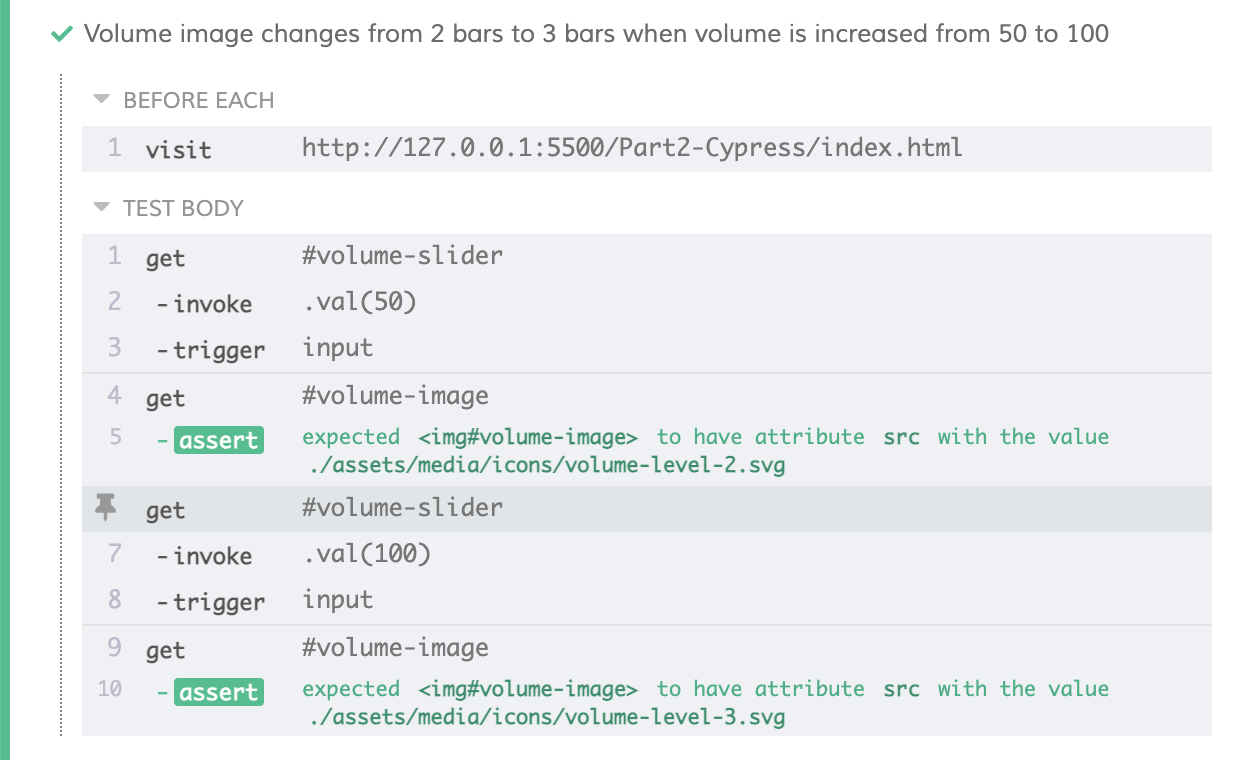 Volume image changes from 2 bars to 3 bars when volume is increased from 50 to 100
BEFORE EACH
1 visit http://127.0.0.1:5500/Part2-Cypress/index.html
TEST BODY
1 get #volume-slider
2 -invoke .val(50)
3 -trigger input
4 get #volume-image
5 -assert expected <img#volume-image> to have attribute src with the value
./assets/media/icons/volume-level-2.svg
get #volume-slider
7 -invoke .val(100)
8 -trigger input
9 get #volume-image
10 -assert expected <img#volume-image> to have attribute src with the value
./assets/media/icons/volume-level-3.svg